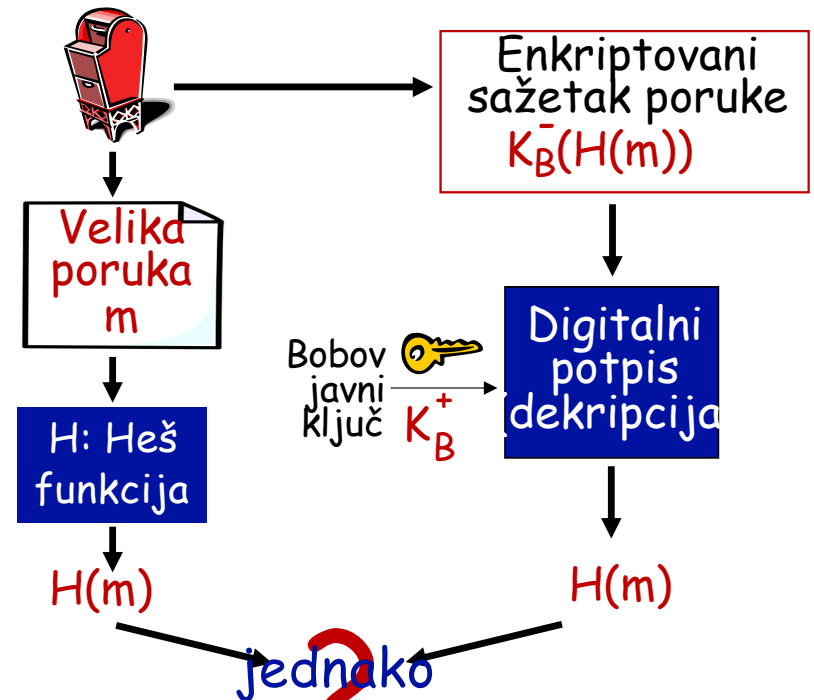 Enkriptovani
sažetak poruke
K_B^-(H(m))
Velika
poruka
m
Bobov
javni
ključ
K_B^+
Digitalni
potpis
(dekripcija
H: Heš
funkcija
H(m)
H(m)
jednako
?